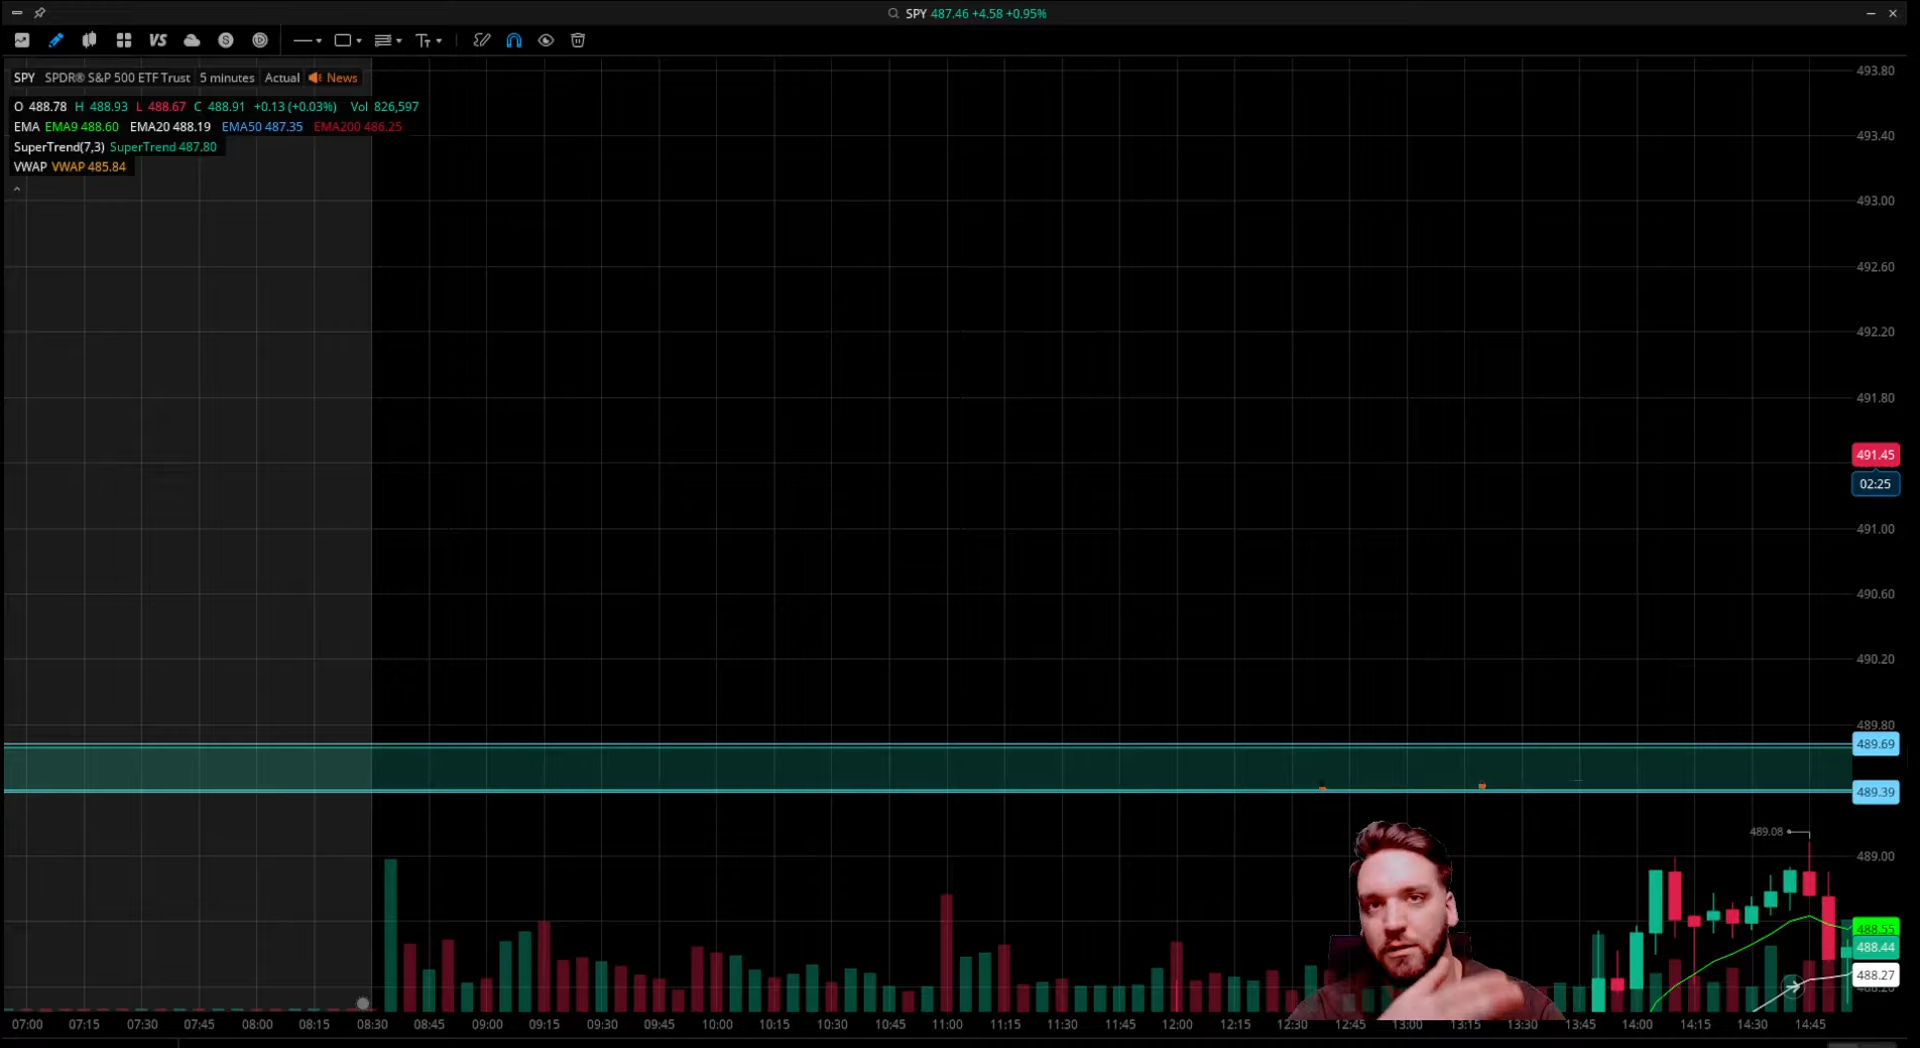 SPY 487.46 +4.58 +0.95%
VS
SPY SPDR® S&P 500 ETF Trust 5 minutes Actual News
O 488.78 H 488.93 L 488.67 C 488.91 +0.13 (+0.03%) Vol 826,597
EMA EMA9 488.60 EMA20 488.19 EMA50 487.35 EMA200 486.25
SuperTrend(7,3) SuperTrend 487.80
VWAP VWAP 485.84
493.80
493.40
493.00
492.60
492.20
491.80
491.45
02:25
491.00
490.60
490.20
489.80
489.69
489.39
489.08
489.00
488.55
488.44
488.27
07:00 07:15 07:30 07:45 08:00 08:15 08:30 08:45 09:00 09:15 09:30 09:45 10:00 10:15 10:30 10:45 11:00 11:15 11:30 11:45 12:00 12:15 12:30 12:45 13:00 13:15 13:30 13:45 14:00 14:15 14:30 14:45